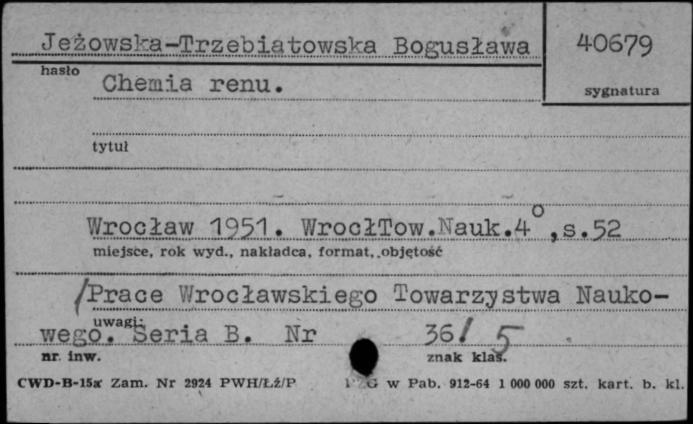 Jeżowska-Trzebiatowska Bogusława
40679
hasło
sygnatura
Chemia renu.
tytuł
Wrocław 1951. WrocłTow.Nauk.4°,s.52
miejsce, rok wyd., nakładca, format, objętość
/Prace Wrocławskiego Towarzystwa Nauko-
uwagi:
wego. Seria B. Nr 36/ 5
nr. inw.
znak klas.
CWD-B-15a Zam. Nr 2924 PWH/Łź/P
w Pab. 912-64 1 000 000 szt. kart. b. kl.